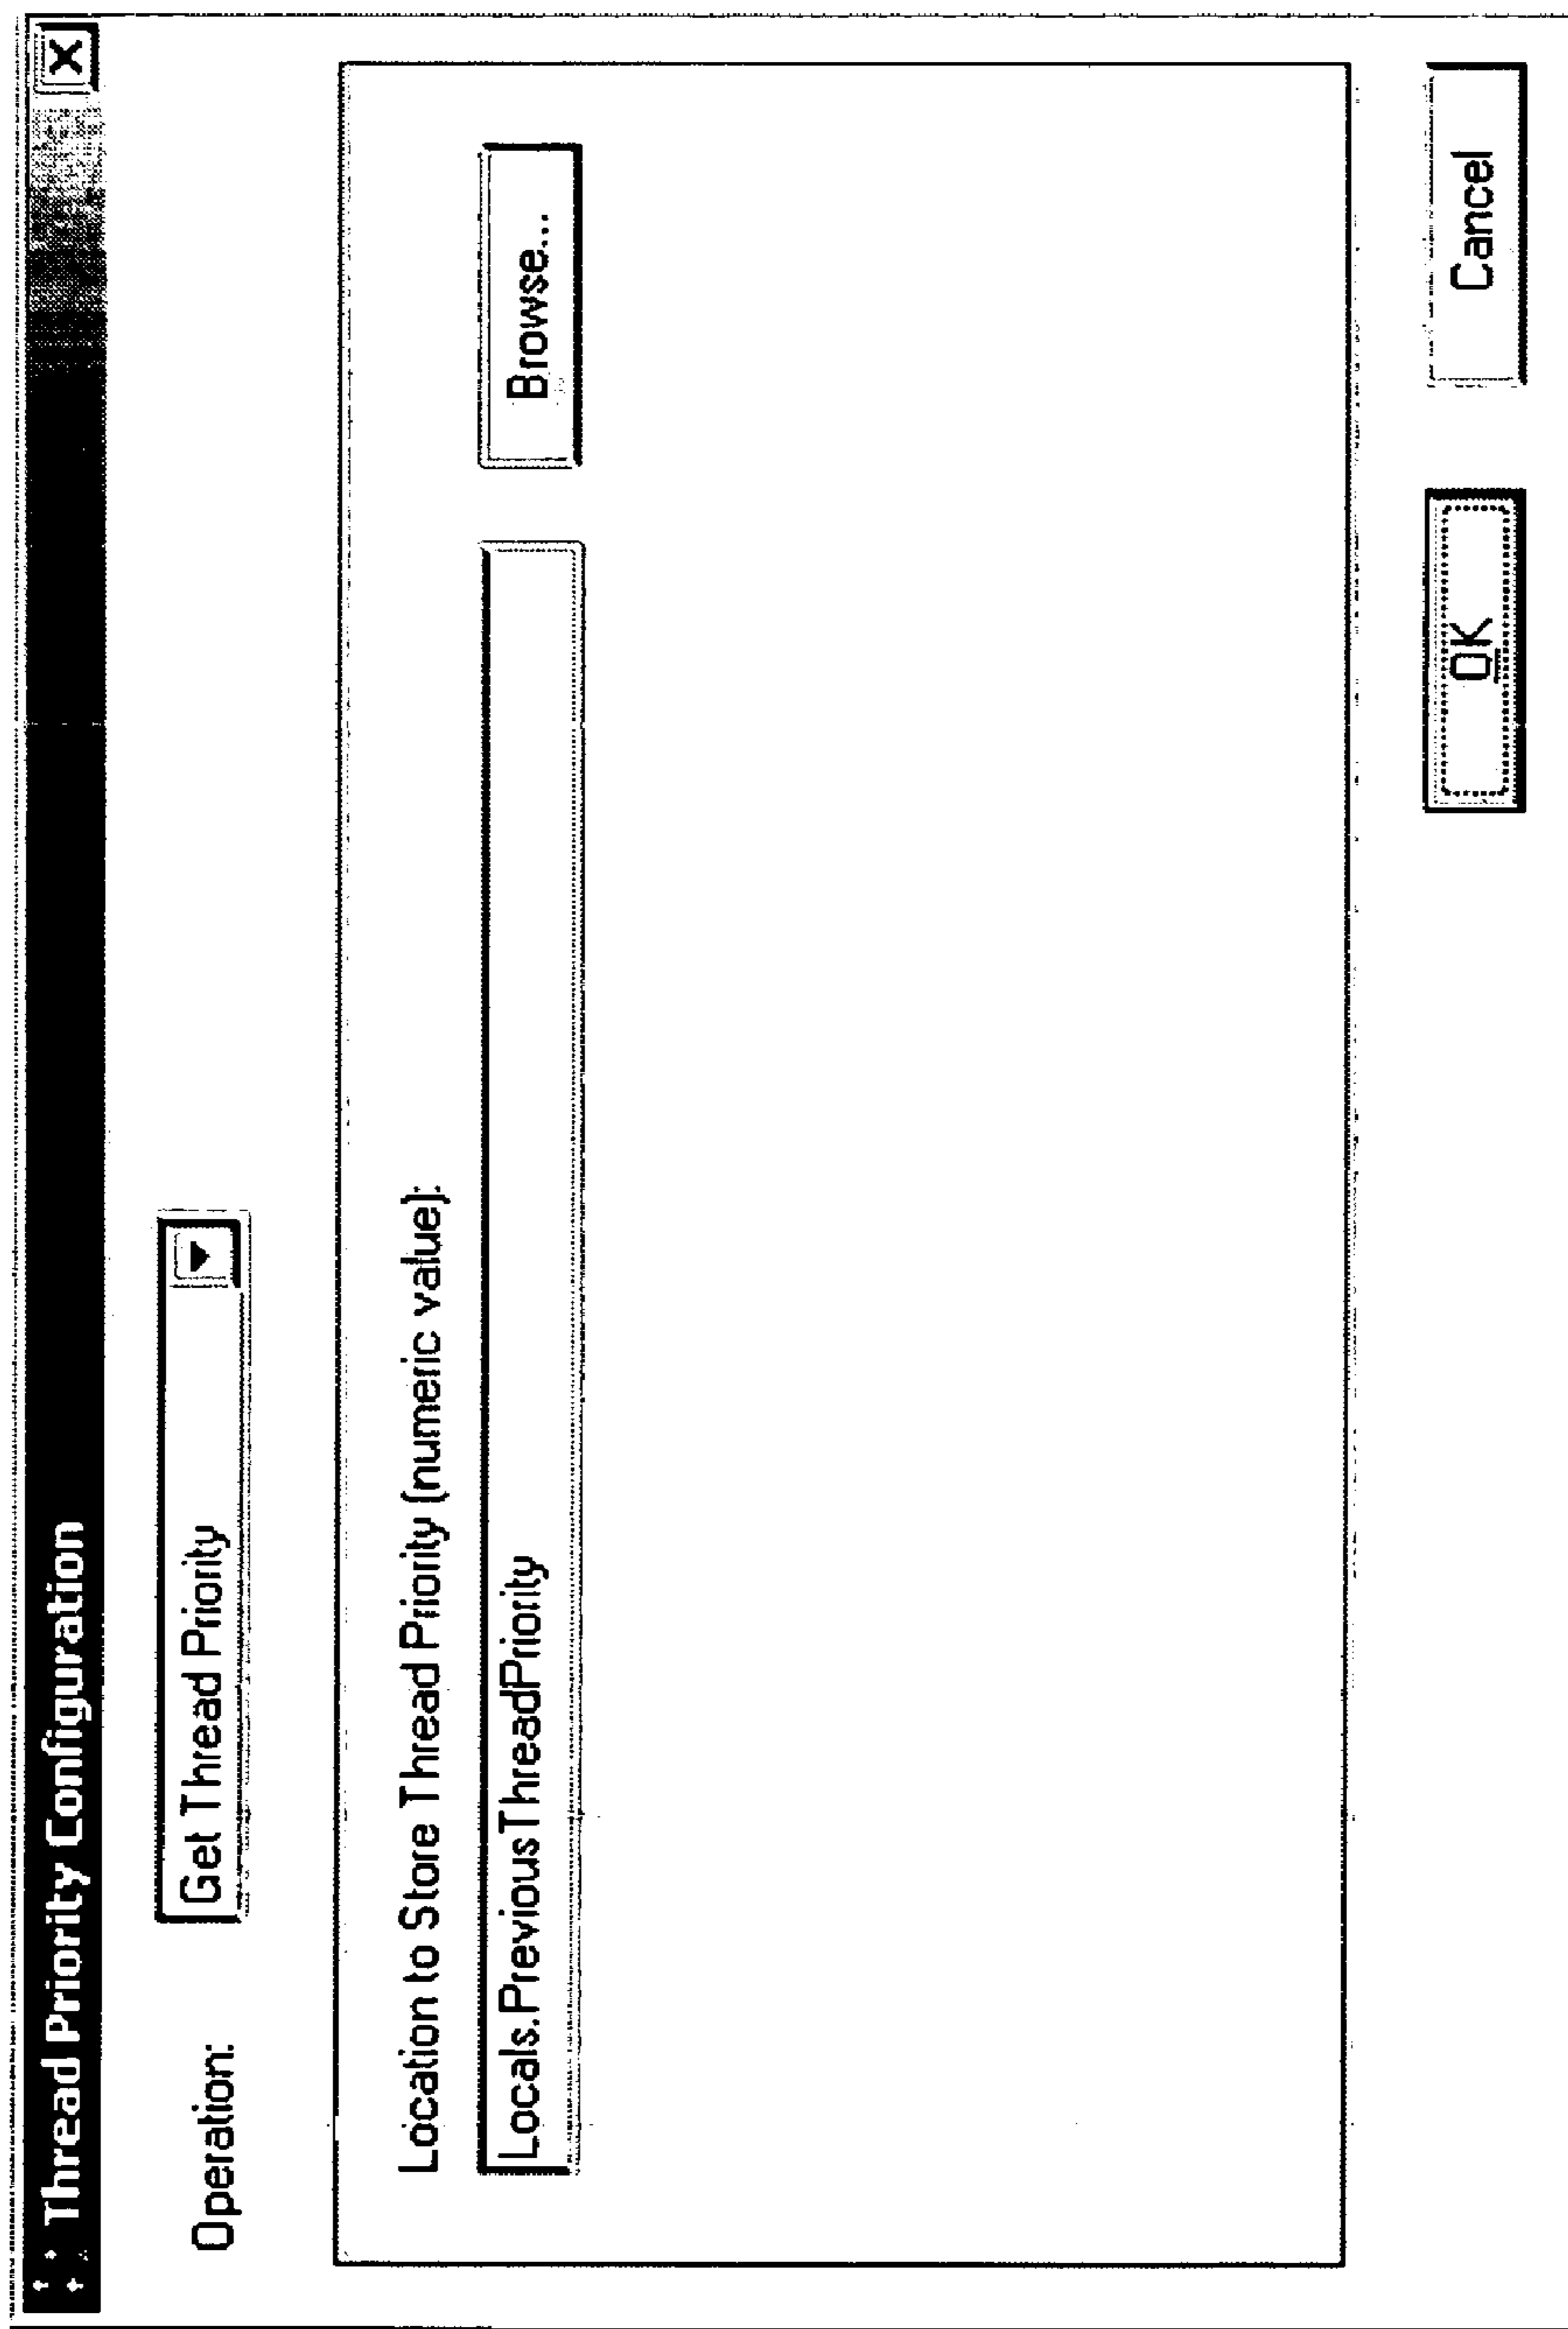 Thread Priority Configuration
Operation: Get Thread Priority
Location to Store Thread Priority (numeric value):
Locals.PreviousThreadPriority Browse...
OK Cancel